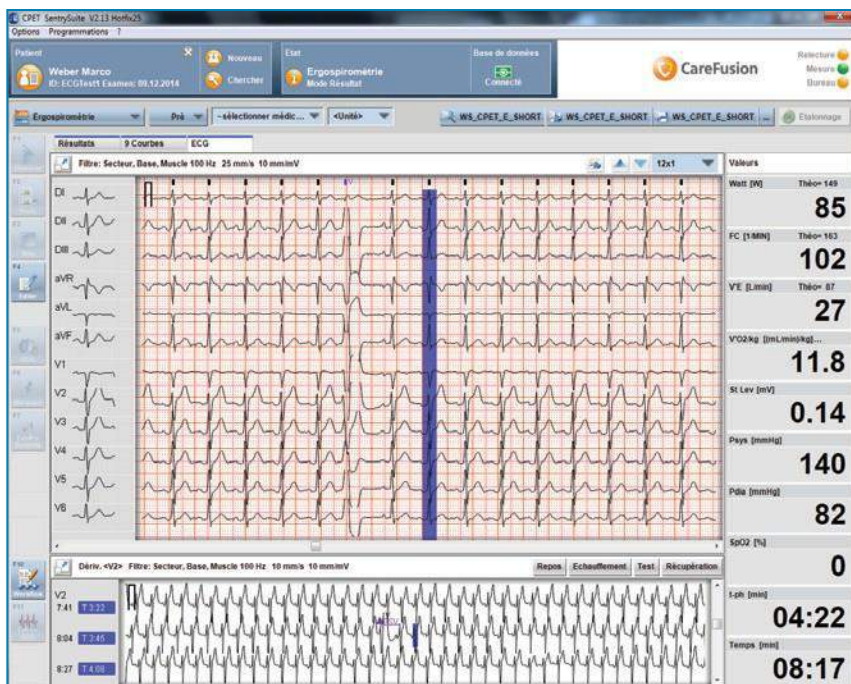 CPET SentrySuite V2.13 Hotfix25
Options Programmations ?
Patient
Weber Marco
ID: ECGTest1 Examen: 09.12.2014
Nouveau
Chercher
Etat
Ergospirométrie
Mode Résultat
Base de données
Connecté
CareFusion
Relecture
Mesure
Bureau
Ergospirométrie Pré -sélectionner médic... <Unité> WS_CPET_E_SHORT WS_CPET_E_SHORT WS_CPET_E_SHORT ... Etalonnage
Résultats 9 Courbes ECG
Filtre: Secteur, Base, Muscle 100 Hz 25 mm/s 10 mm/mV 12x1
DI
DII
DIII
aVR
aVL
aVF
V1
V2
V3
V4
V5
V6
F4
Editer
F10
Workflow
F11
Valeurs
Watt [W] Théo= 149
85
FC [1/MIN] Théo= 163
102
V'E [L/min] Théo= 87
27
V'O2/kg [(mL/min)/kg]...
11.8
St Lev [mV]
0.14
Psys [mmHg]
140
Pdia [mmHg]
82
SpO2 [%]
0
t-ph [min]
04:22
Temps [min]
08:17
Dériv. <V2> Filtre: Secteur, Base, Muscle 100 Hz 10 mm/s 10 mm/mV Repos Echauffement Test Récupération
V2
7:41 T 3:22
8:04 T 3:45
8:27 T 4:08